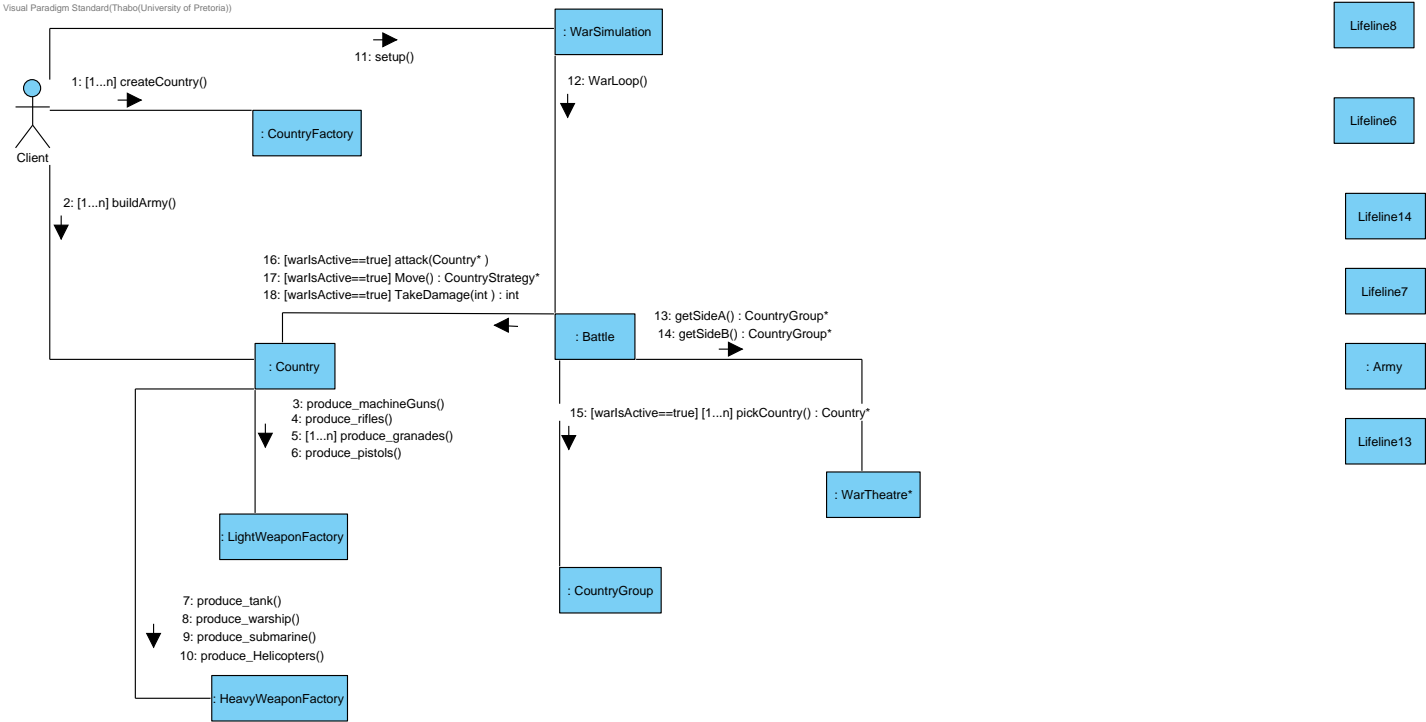 Visual Paradigm Standard(Thabo(University of Pretoria))
: WarSimulation
Lifeline8
11: setup()
1: [1...n] createCountry()
12: WarLoop()
: CountryFactory
Lifeline6
Client
2: [1...n] buildArmy()
Lifeline14
16: [warIsActive==true] attack(Country* )
17: [warIsActive==true] Move() : CountryStrategy*
18: [warIsActive==true] TakeDamage(int ) : int
Lifeline7
13: getSideA() : CountryGroup*
14: getSideB() : CountryGroup*
: Battle
: Country
: Army
3: produce_machineGuns()
4: produce_rifles()
5: [1...n] produce_granades()
6: produce_pistols()
15: [warIsActive==true] [1...n] pickCountry() : Country*
Lifeline13
: WarTheatre*
: LightWeaponFactory
: CountryGroup
7: produce_tank()
8: produce_warship()
9: produce_submarine()
10: produce_Helicopters()
: HeavyWeaponFactory